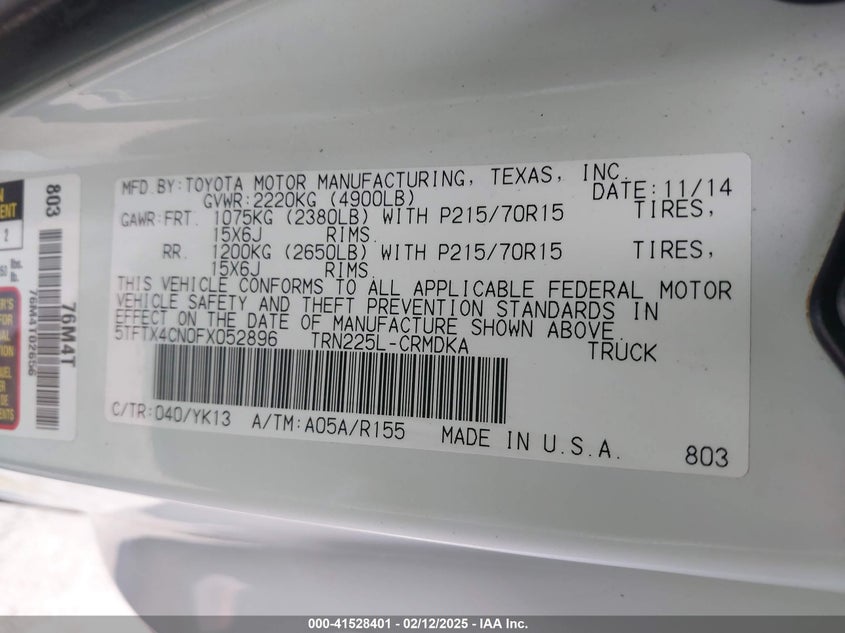 MFD.BY:TOYOTA MOTOR MANUFACTURING, TEXAS, INC.
GVWR:2220KG (4900LB) DATE:11/14
GAWR:FRT. 1075KG (2380LB) WITH P215/70R15 TIRES,
15X6J RIMS.
RR. 1200KG (2650LB) WITH P215/70R15 TIRES,
15X6J RIMS.
THIS VEHICLE CONFORMS TO ALL APPLICABLE FEDERAL MOTOR
VEHICLE SAFETY AND THEFT PREVENTION STANDARDS IN
EFFECT ON THE DATE OF MANUFACTURE SHOWN ABOVE.
5TFTX4CN0FX052896 TRN225L-CRMDKA TRUCK
C/TR:040/YK13 A/TM:A05A/R155 MADE IN U.S.A.
803
803
76M4T
76M4T02656
2
lbs.
lb.
000-41528401 - 02/12/2025 - IAA Inc.